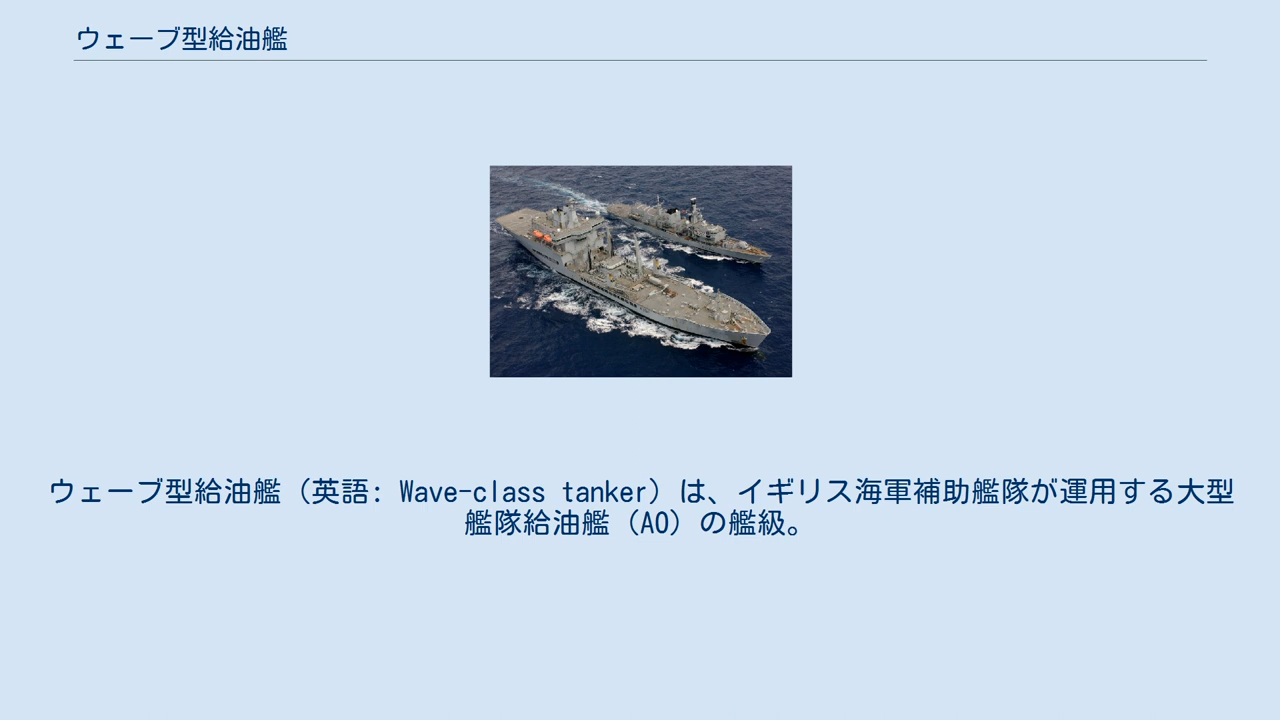 ウェーブ型給油艦
ウェーブ型給油艦（英語: Wave-class tanker）は、イギリス海軍補助艦隊が運用する大型
艦隊給油艦（AO）の艦級。